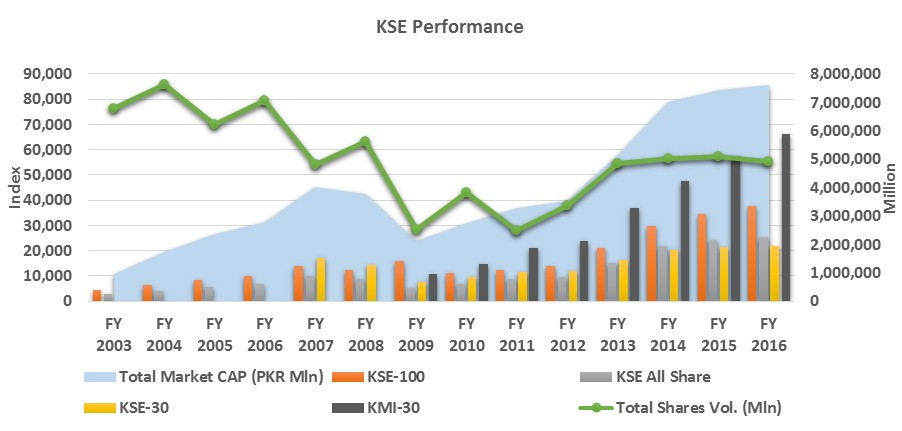 KSE Performance
90,000
80,000
70,000
60,000
50,000
40,000
30,000
20,000
10,000
0
Index
8,000,000
7,000,000
6,000,000
5,000,000
4,000,000
3,000,000
2,000,000
1,000,000
0
Million
FY 2003
FY 2004
FY 2005
FY 2006
FY 2007
FY 2008
FY 2009
FY 2010
FY 2011
FY 2012
FY 2013
FY 2014
FY 2015
FY 2016
Total Market CAP (PKR Mln)
KSE-100
KSE All Share
KSE-30
KMI-30
Total Shares Vol. (Mln)